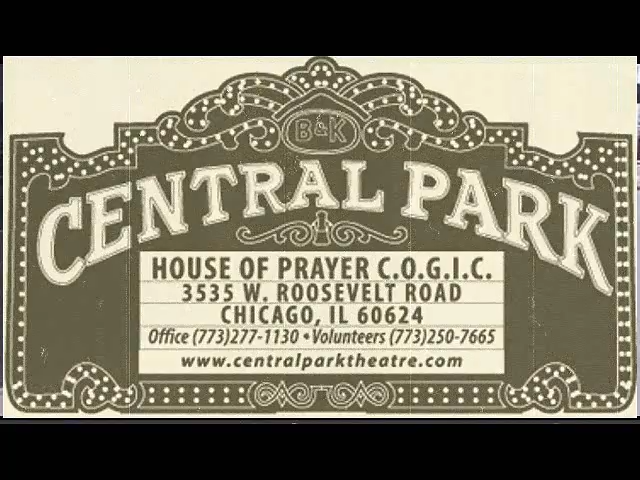 B&K
CENTRAL PARK
HOUSE OF PRAYER C.O.G.I.C.
3535 W. ROOSEVELT ROAD
CHICAGO, IL 60624
Office (773)277-1130 • Volunteers (773)250-7665
www.centralparktheatre.com